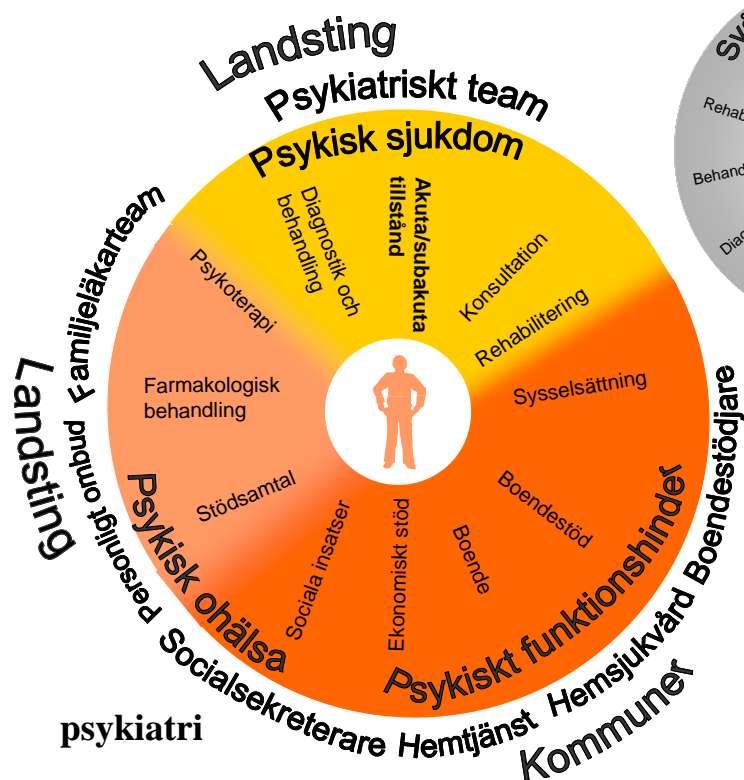 Landsting
Psykiatriskt team
Psykisk sjukdom
Diagnostik och
behandling
Akuta/subakuta
tillstånd
Konsultation
Rehabilitering
Psykoterapi
Farmakologisk
behandling
Stödsamtal
Sysselsättning
Boendestöd
Boende
Ekonomiskt stöd
Sociala insatser
Psykisk ohälsa
Psykiskt funktionshinder
Familjeläkarteam
Landsting
Personligt ombud
Socialsekreterare
Hemtjänst
Hemsjukvård
Boendestödjare
Kommuner
psykiatri
Rehab
Behand